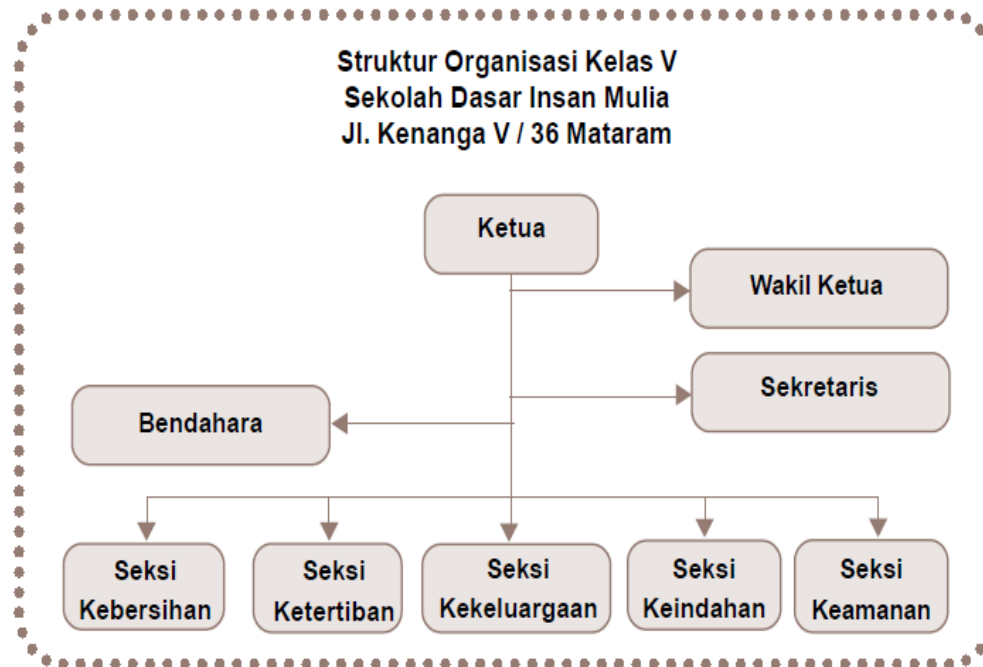 Struktur Organisasi Kelas V
Sekolah Dasar Insan Mulia
Jl. Kenanga V / 36 Mataram
Ketua
Wakil Ketua
Sekretaris
Bendahara
Seksi
Kebersihan
Seksi
Ketertiban
Seksi
Kekeluargaan
Seksi
Keindahan
Seksi
Keamanan